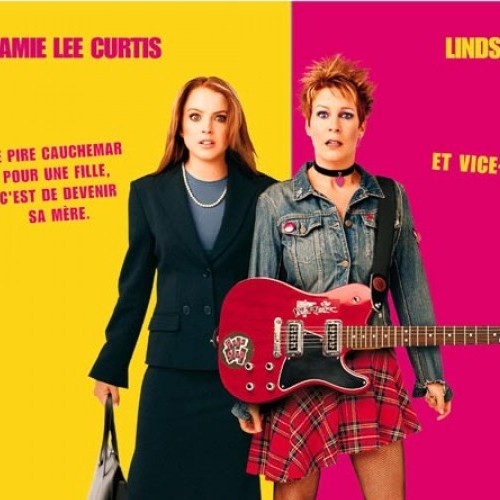 AMIE LEE CURTIS
LINDS
E PIRE CAUCHEMAR
POUR UNE FILLE,
C'EST DE DEVENIR
SA MÈRE.
ET VICE-